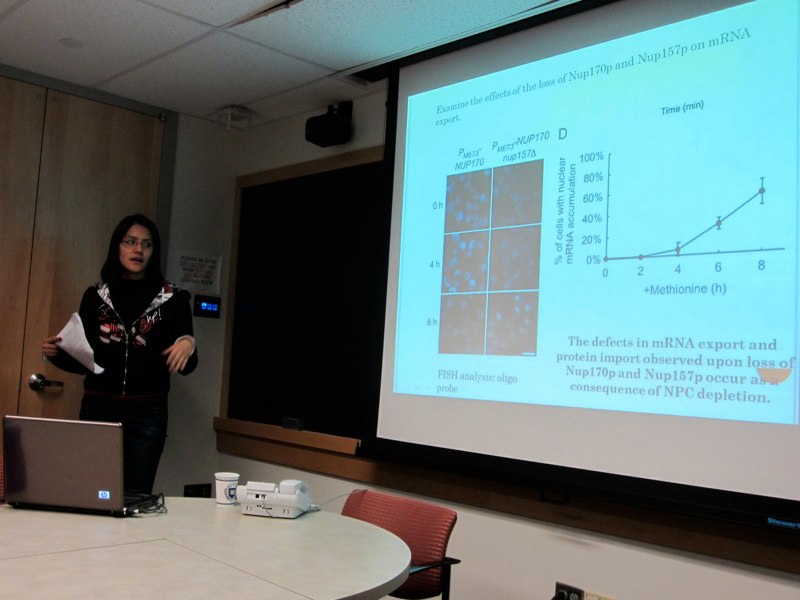 Examine the effects of the loss of Nup170p and Nup157p on mRNA
export.
Time (min)
P_MET3-
NUP170
P_MET3-NUP170
nup157Δ
0 h
4 h
8 h
FISH analysis: oligo
probe
D
% of cells with nuclear
mRNA accumulation
100%
80%
60%
40%
20%
0%
0 2 4 6 8
+Methionine (h)
The defects in mRNA export and
protein import observed upon loss of
Nup170p and Nup157p occur as a
consequence of NPC depletion.
hp